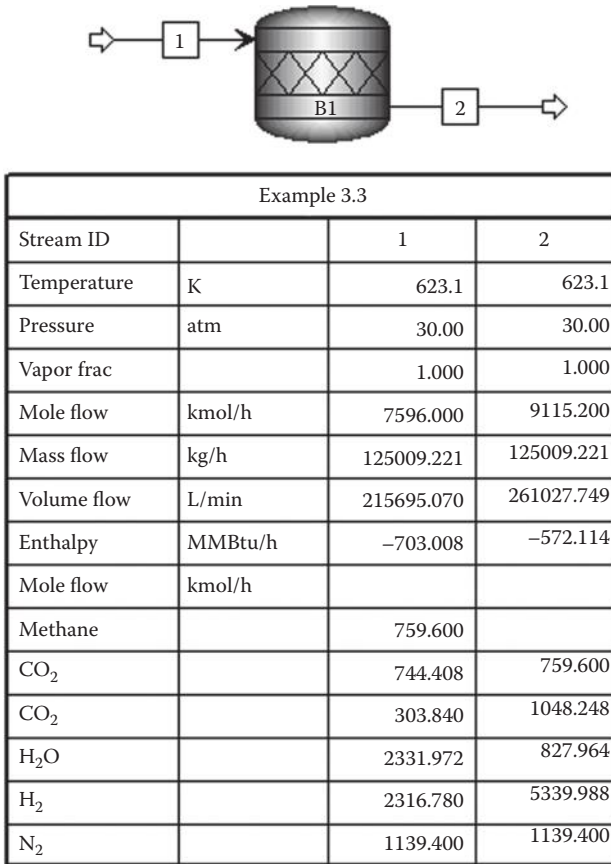 1
B1
2
Example 3.3
Stream ID 1 2
Temperature K 623.1 623.1
Pressure atm 30.00 30.00
Vapor frac 1.000 1.000
Mole flow kmol/h 7596.000 9115.200
Mass flow kg/h 125009.221 125009.221
Volume flow L/min 215695.070 261027.749
Enthalpy MMBtu/h –703.008 –572.114
Mole flow kmol/h
Methane 759.600
CO₂ 744.408 759.600
CO₂ 303.840 1048.248
H₂O 2331.972 827.964
H₂ 2316.780 5339.988
N₂ 1139.400 1139.400